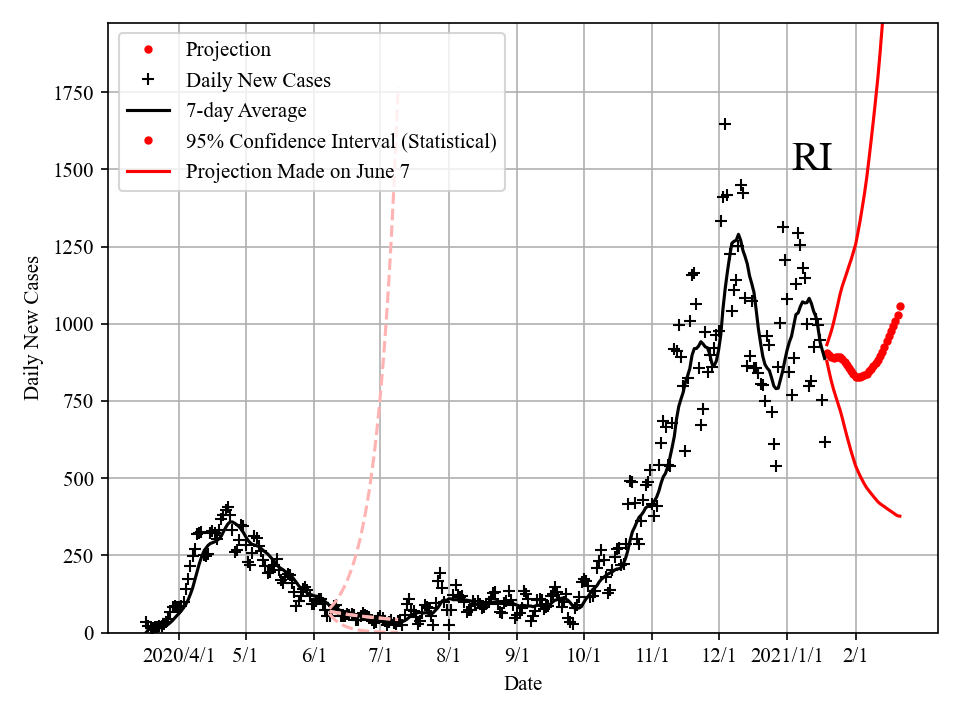 Projection
Daily New Cases
7-day Average
95% Confidence Interval (Statistical)
Projection Made on June 7
RI
1750
1500
1250
1000
750
500
250
0
Daily New Cases
2020/4/1 5/1 6/1 7/1 8/1 9/1 10/1 11/1 12/1 2021/1/1 2/1
Date